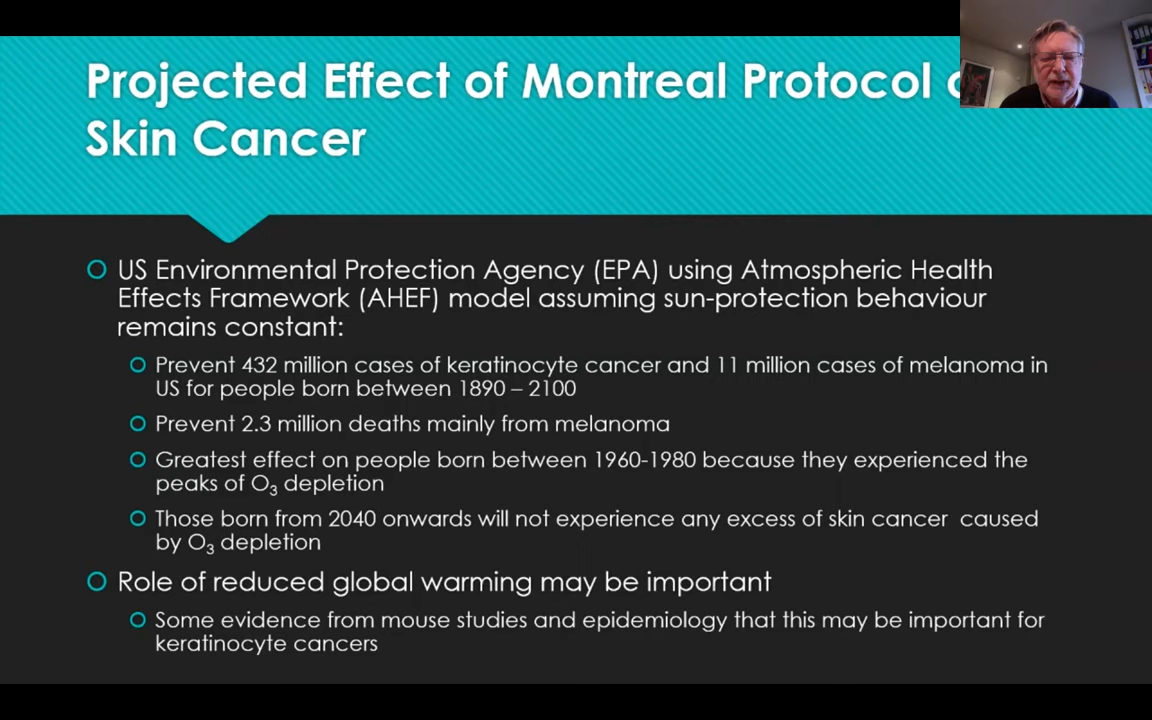 Projected Effect of Montreal Protocol
Skin Cancer
US Environmental Protection Agency (EPA) using Atmospheric Health
Effects Framework (AHEF) model assuming sun-protection behaviour
remains constant:
Prevent 432 million cases of keratinocyte cancer and 11 million cases of melanoma in
US for people born between 1890 – 2100
Prevent 2.3 million deaths mainly from melanoma
Greatest effect on people born between 1960-1980 because they experienced the
peaks of O₃ depletion
Those born from 2040 onwards will not experience any excess of skin cancer caused
by O₃ depletion
Role of reduced global warming may be important
Some evidence from mouse studies and epidemiology that this may be important for
keratinocyte cancers